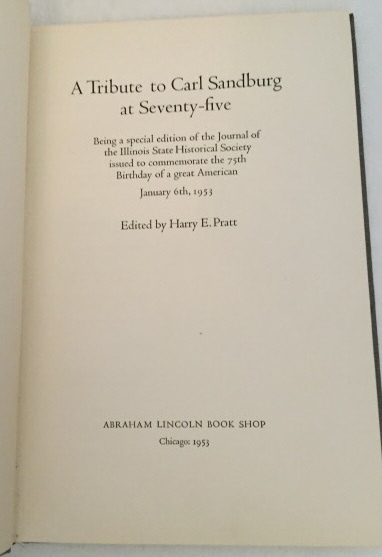 A Tribute to Carl Sandburg
at Seventy-five
Being a special edition of the Journal of
the Illinois State Historical Society
issued to commemorate the 75th
Birthday of a great American
January 6th, 1953
Edited by Harry E. Pratt
ABRAHAM LINCOLN BOOK SHOP
Chicago: 1953